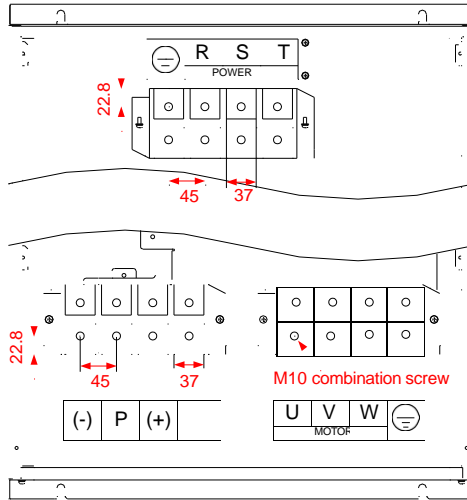 R S T
POWER
22.8
45
37
22.8
45
37
M10 combination screw
(-) P (+)
U V W
MOTOR